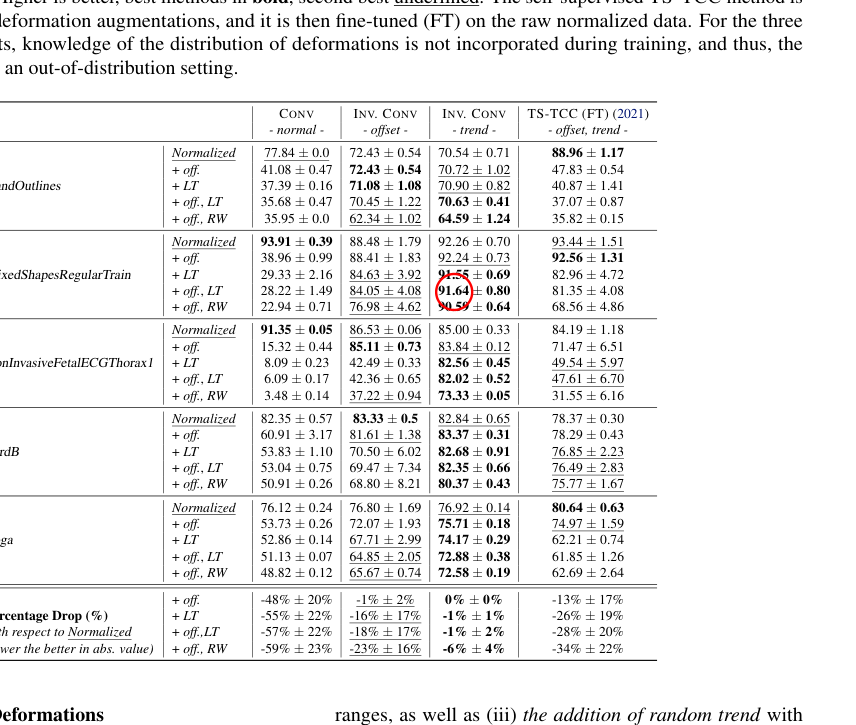 higher is better, best methods in bold, second best underlined. The self-supervised TS-TCC method is
deformation augmentations, and it is then fine-tuned (FT) on the raw normalized data. For the three
ts, knowledge of the distribution of deformations is not incorporated during training, and thus, the
an out-of-distribution setting.
CONV INV. CONV INV. CONV TS-TCC (FT) (2021)
- normal - - offset - - trend - - offset, trend -
Normalized 77.84 ± 0.0 72.43 ± 0.54 70.54 ± 0.71 88.96 ± 1.17
+ off. 41.08 ± 0.47 72.43 ± 0.54 70.72 ± 1.02 47.83 ± 0.54
andOutlines + LT 37.39 ± 0.16 71.08 ± 1.08 70.90 ± 0.82 40.87 ± 1.41
+ off., LT 35.68 ± 0.47 70.45 ± 1.22 70.63 ± 0.41 37.07 ± 0.87
+ off., RW 35.95 ± 0.0 62.34 ± 1.02 64.59 ± 1.24 35.82 ± 0.15
Normalized 93.91 ± 0.39 88.48 ± 1.79 92.26 ± 0.70 93.44 ± 1.51
+ off. 38.96 ± 0.99 88.41 ± 1.83 92.24 ± 0.73 92.56 ± 1.31
ixedShapesRegularTrain + LT 29.33 ± 2.16 84.63 ± 3.92 91.55 ± 0.69 82.96 ± 4.72
+ off., LT 28.22 ± 1.49 84.05 ± 4.08 91.64 ± 0.80 81.35 ± 4.08
+ off., RW 22.94 ± 0.71 76.98 ± 4.62 90.59 ± 0.64 68.56 ± 4.86
Normalized 91.35 ± 0.05 86.53 ± 0.06 85.00 ± 0.33 84.19 ± 1.18
+ off. 15.32 ± 0.44 85.11 ± 0.73 83.84 ± 0.12 71.47 ± 6.51
onInvasiveFetalECGThorax1 + LT 8.09 ± 0.23 42.49 ± 0.33 82.56 ± 0.45 49.54 ± 5.97
+ off., LT 6.09 ± 0.17 42.36 ± 0.65 82.02 ± 0.52 47.61 ± 6.70
+ off., RW 3.48 ± 0.14 37.22 ± 0.94 73.33 ± 0.05 31.55 ± 6.16
Normalized 82.35 ± 0.57 83.33 ± 0.5 82.84 ± 0.65 78.37 ± 0.30
+ off. 60.91 ± 3.17 81.61 ± 1.38 83.37 ± 0.31 78.29 ± 0.43
rdB + LT 53.83 ± 1.10 70.50 ± 6.02 82.68 ± 0.91 76.85 ± 2.23
+ off., LT 53.04 ± 0.75 69.47 ± 7.34 82.35 ± 0.66 76.49 ± 2.83
+ off., RW 50.91 ± 0.26 68.80 ± 8.21 80.37 ± 0.43 75.77 ± 1.67
Normalized 76.12 ± 0.24 76.80 ± 1.69 76.92 ± 0.14 80.64 ± 0.63
+ off. 53.73 ± 0.26 72.07 ± 1.93 75.71 ± 0.18 74.97 ± 1.59
ga + LT 52.86 ± 0.14 67.71 ± 2.99 74.17 ± 0.29 62.21 ± 0.74
+ off., LT 51.13 ± 0.07 64.85 ± 2.05 72.88 ± 0.38 61.85 ± 1.26
+ off., RW 48.82 ± 0.12 65.67 ± 0.74 72.58 ± 0.19 62.69 ± 2.64
+ off. -48% ± 20% -1% ± 2% 0% ± 0% -13% ± 17%
rcentage Drop (%) + LT -55% ± 22% -16% ± 17% -1% ± 1% -26% ± 19%
th respect to Normalized + off.,LT -57% ± 22% -18% ± 17% -1% ± 2% -28% ± 20%
wer the better in abs. value) + off., RW -59% ± 23% -23% ± 16% -6% ± 4% -34% ± 22%
Deformations
ranges, as well as (iii) the addition of random trend with